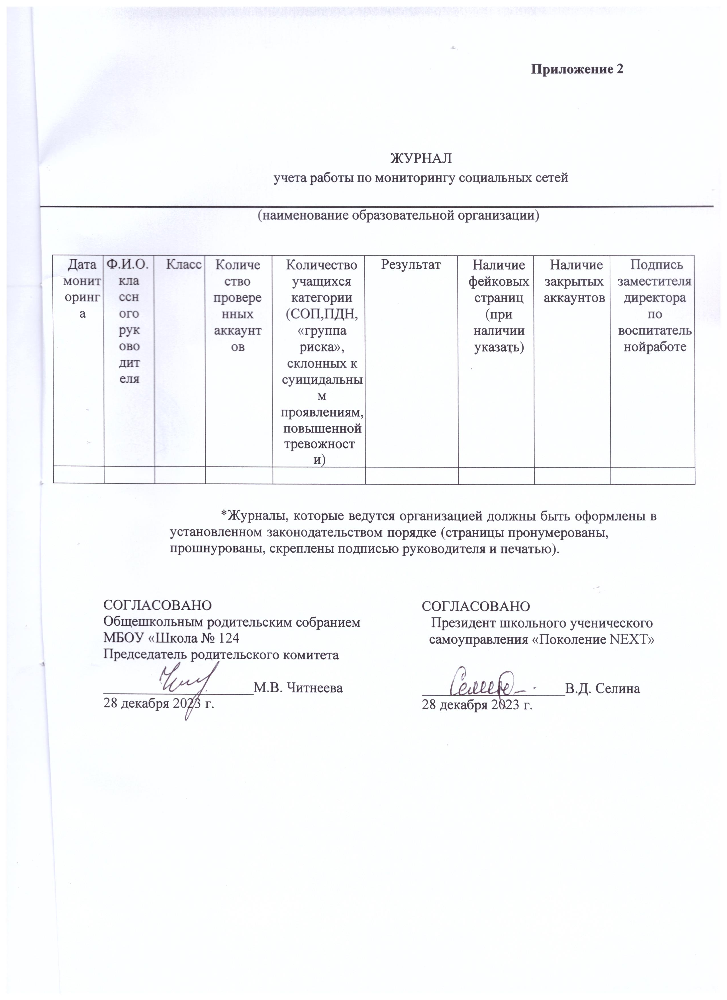 Приложение 2
ЖУРНАЛ
учета работы по мониторингу социальных сетей
(наименование образовательной организации)
Дата
монит
оринг
а
Ф.И.О.
кла
ссн
ого
рук
ово
дит
еля
Класс
Количе
ство
провере
нных
аккаунт
ов
Количество
учащихся
категории
(СОП,ПДН,
«группа
риска»,
склонных к
суицидальны
м
проявлениям,
повышенной
тревожност
и)
Результат
Наличие
фейковых
страниц
(при
наличии
указать)
Наличие
закрытых
аккаунтов
Подпись
заместителя
директора
по
воспитатель
нойработе
*Журналы, которые ведутся организацией должны быть оформлены в
установленном законодательством порядке (страницы пронумерованы,
прошнурованы, скреплены подписью руководителя и печатью).
СОГЛАСОВАНО
Общешкольным родительским собранием
МБОУ «Школа № 124
Председатель родительского комитета
М.В. Читнеева
28 декабря 2023 г.
СОГЛАСОВАНО
Президент школьного ученического
самоуправления «Поколение NEXT»
В.Д. Селина
28 декабря 2023 г.